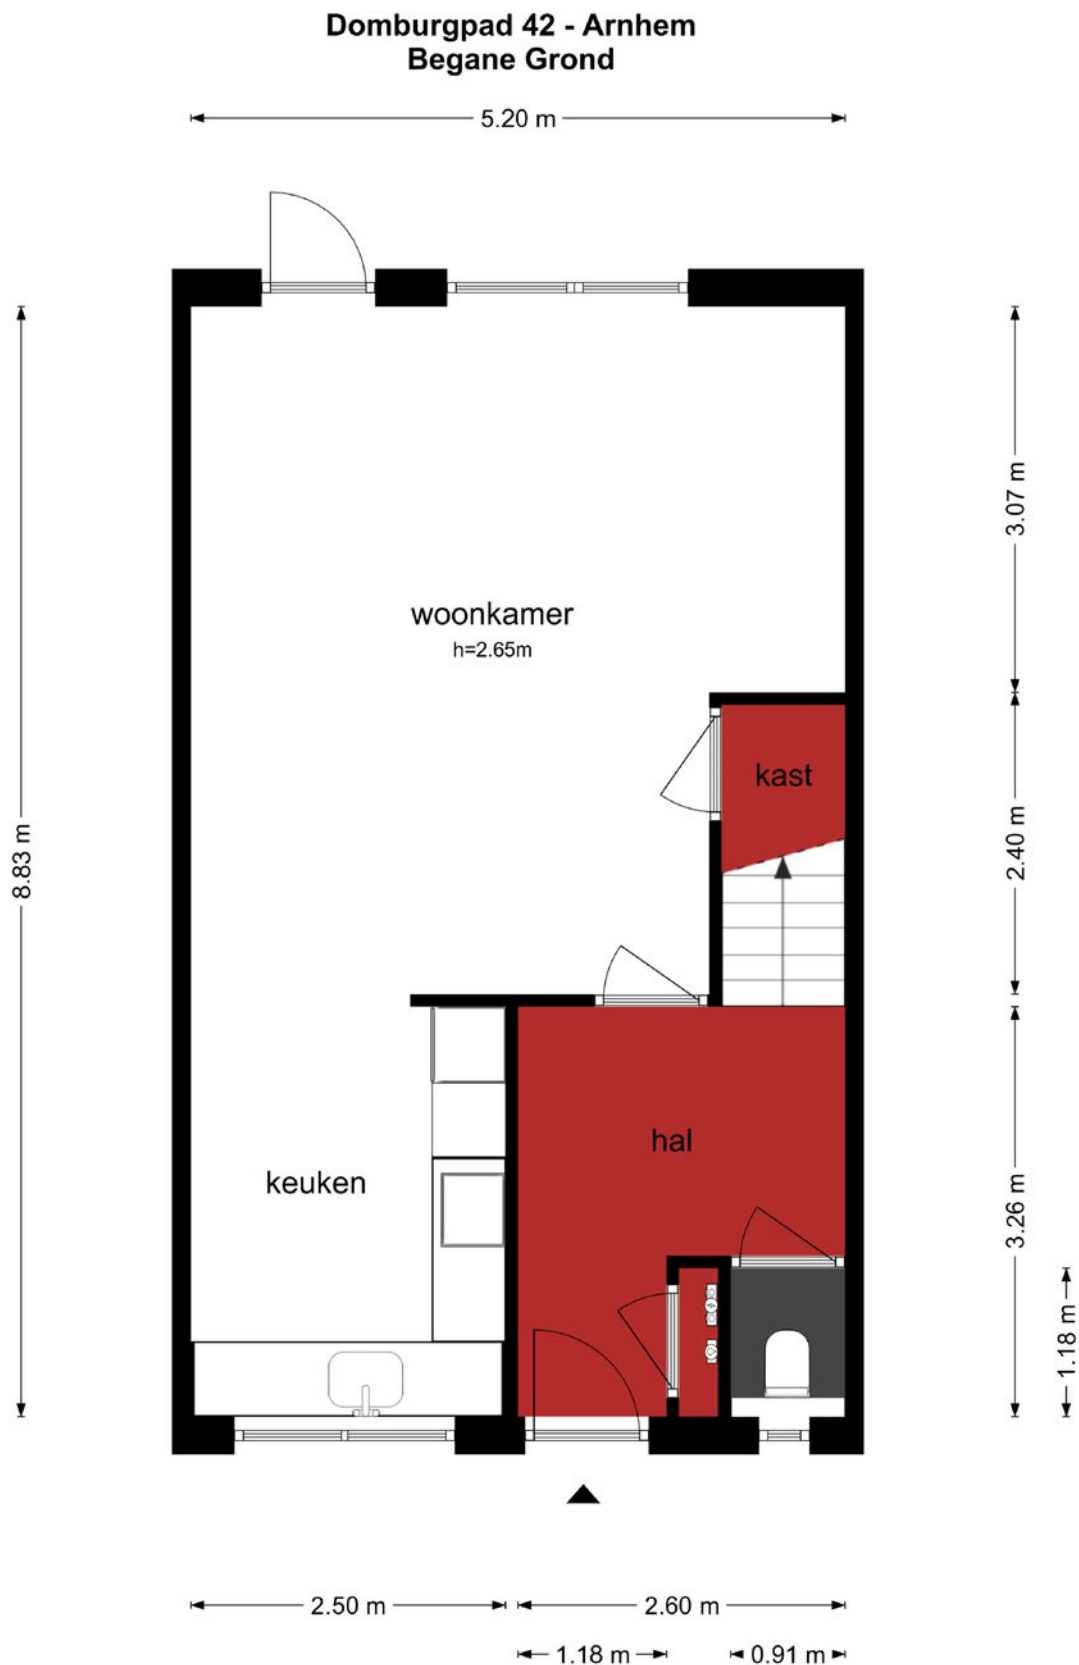 Domburgpad 42 - Arnhem
Begane Grond
5.20 m
woonkamer
h=2.65m
3.07 m
kast
2.40 m
8.83 m
hal
keuken
3.26 m
1.18 m
2.50 m
2.60 m
1.18 m
0.91 m